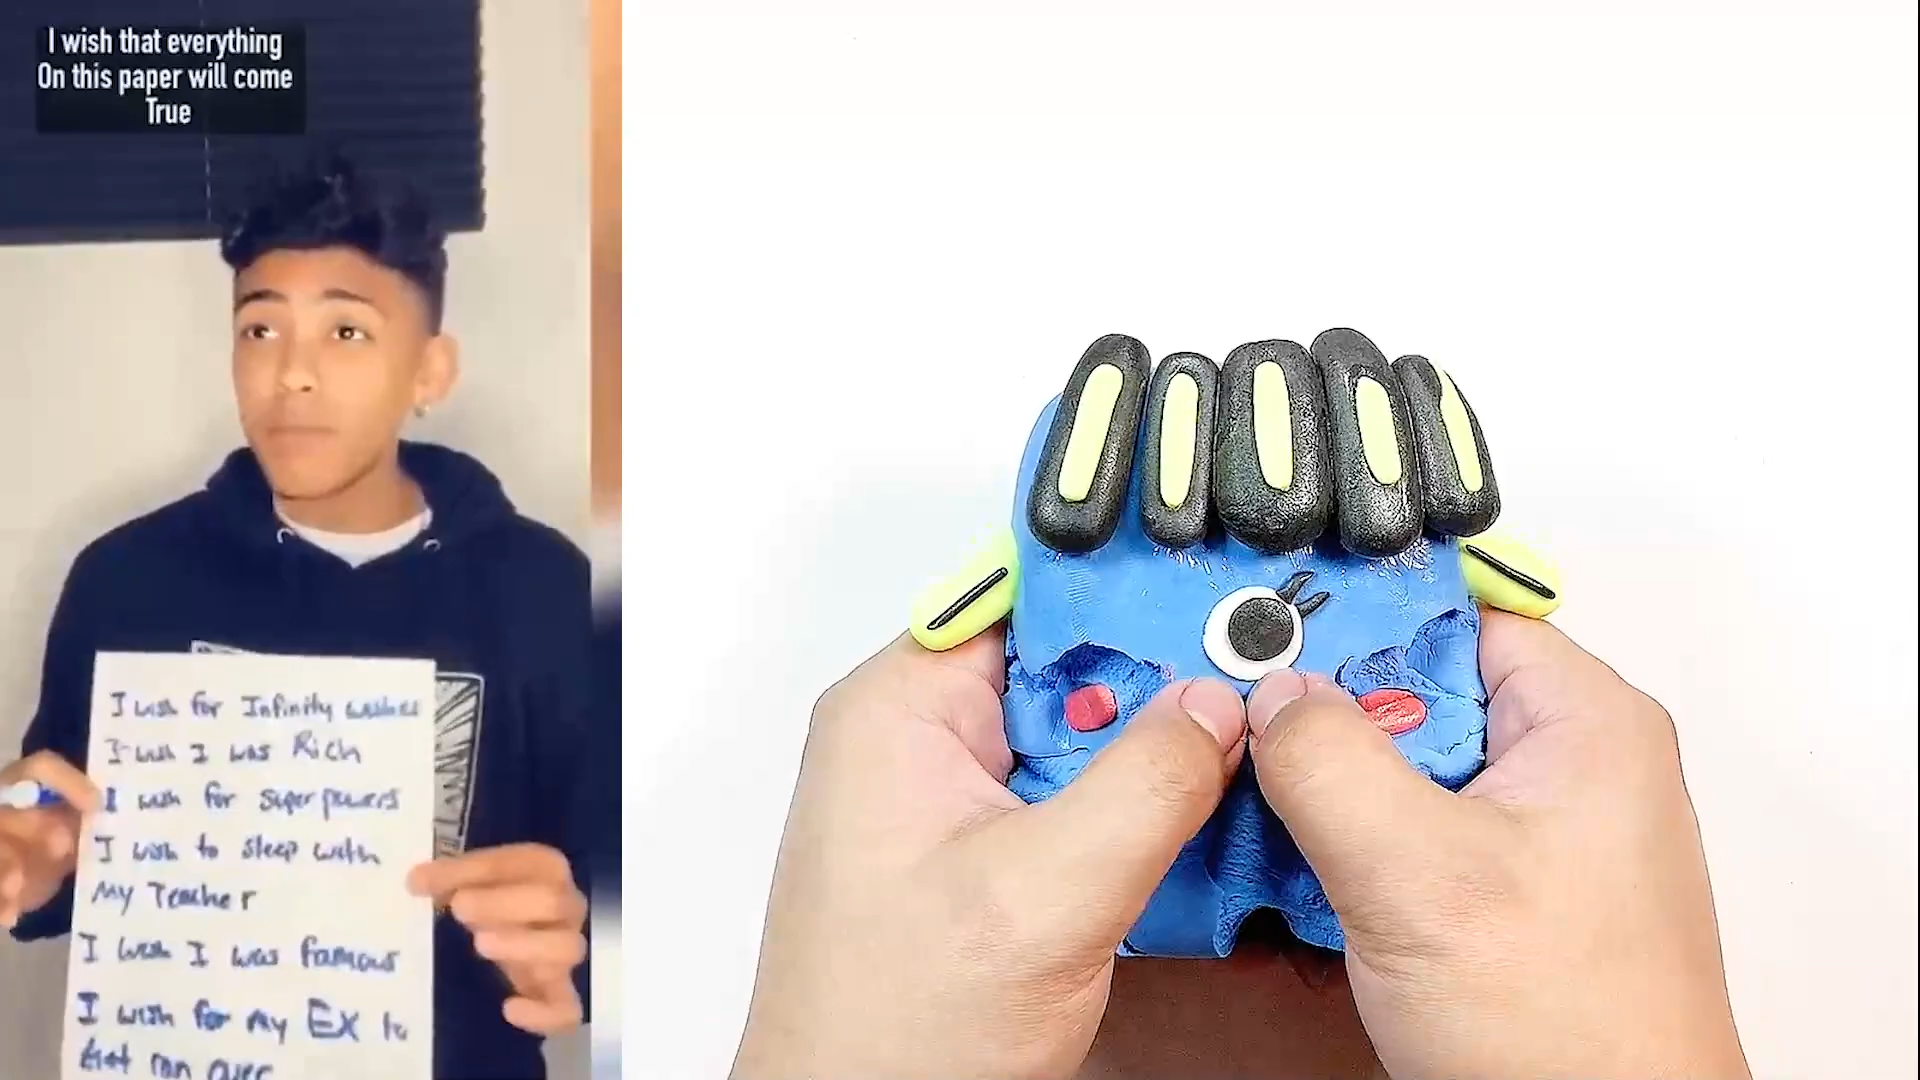 I wish that everything
On this paper will come
True
I wish for Infinity wishes
I wish I was Rich
I wish for super powers
I wish to sleep with
My Teacher
I wish I was famous
I wish for my EX to
Get ran over